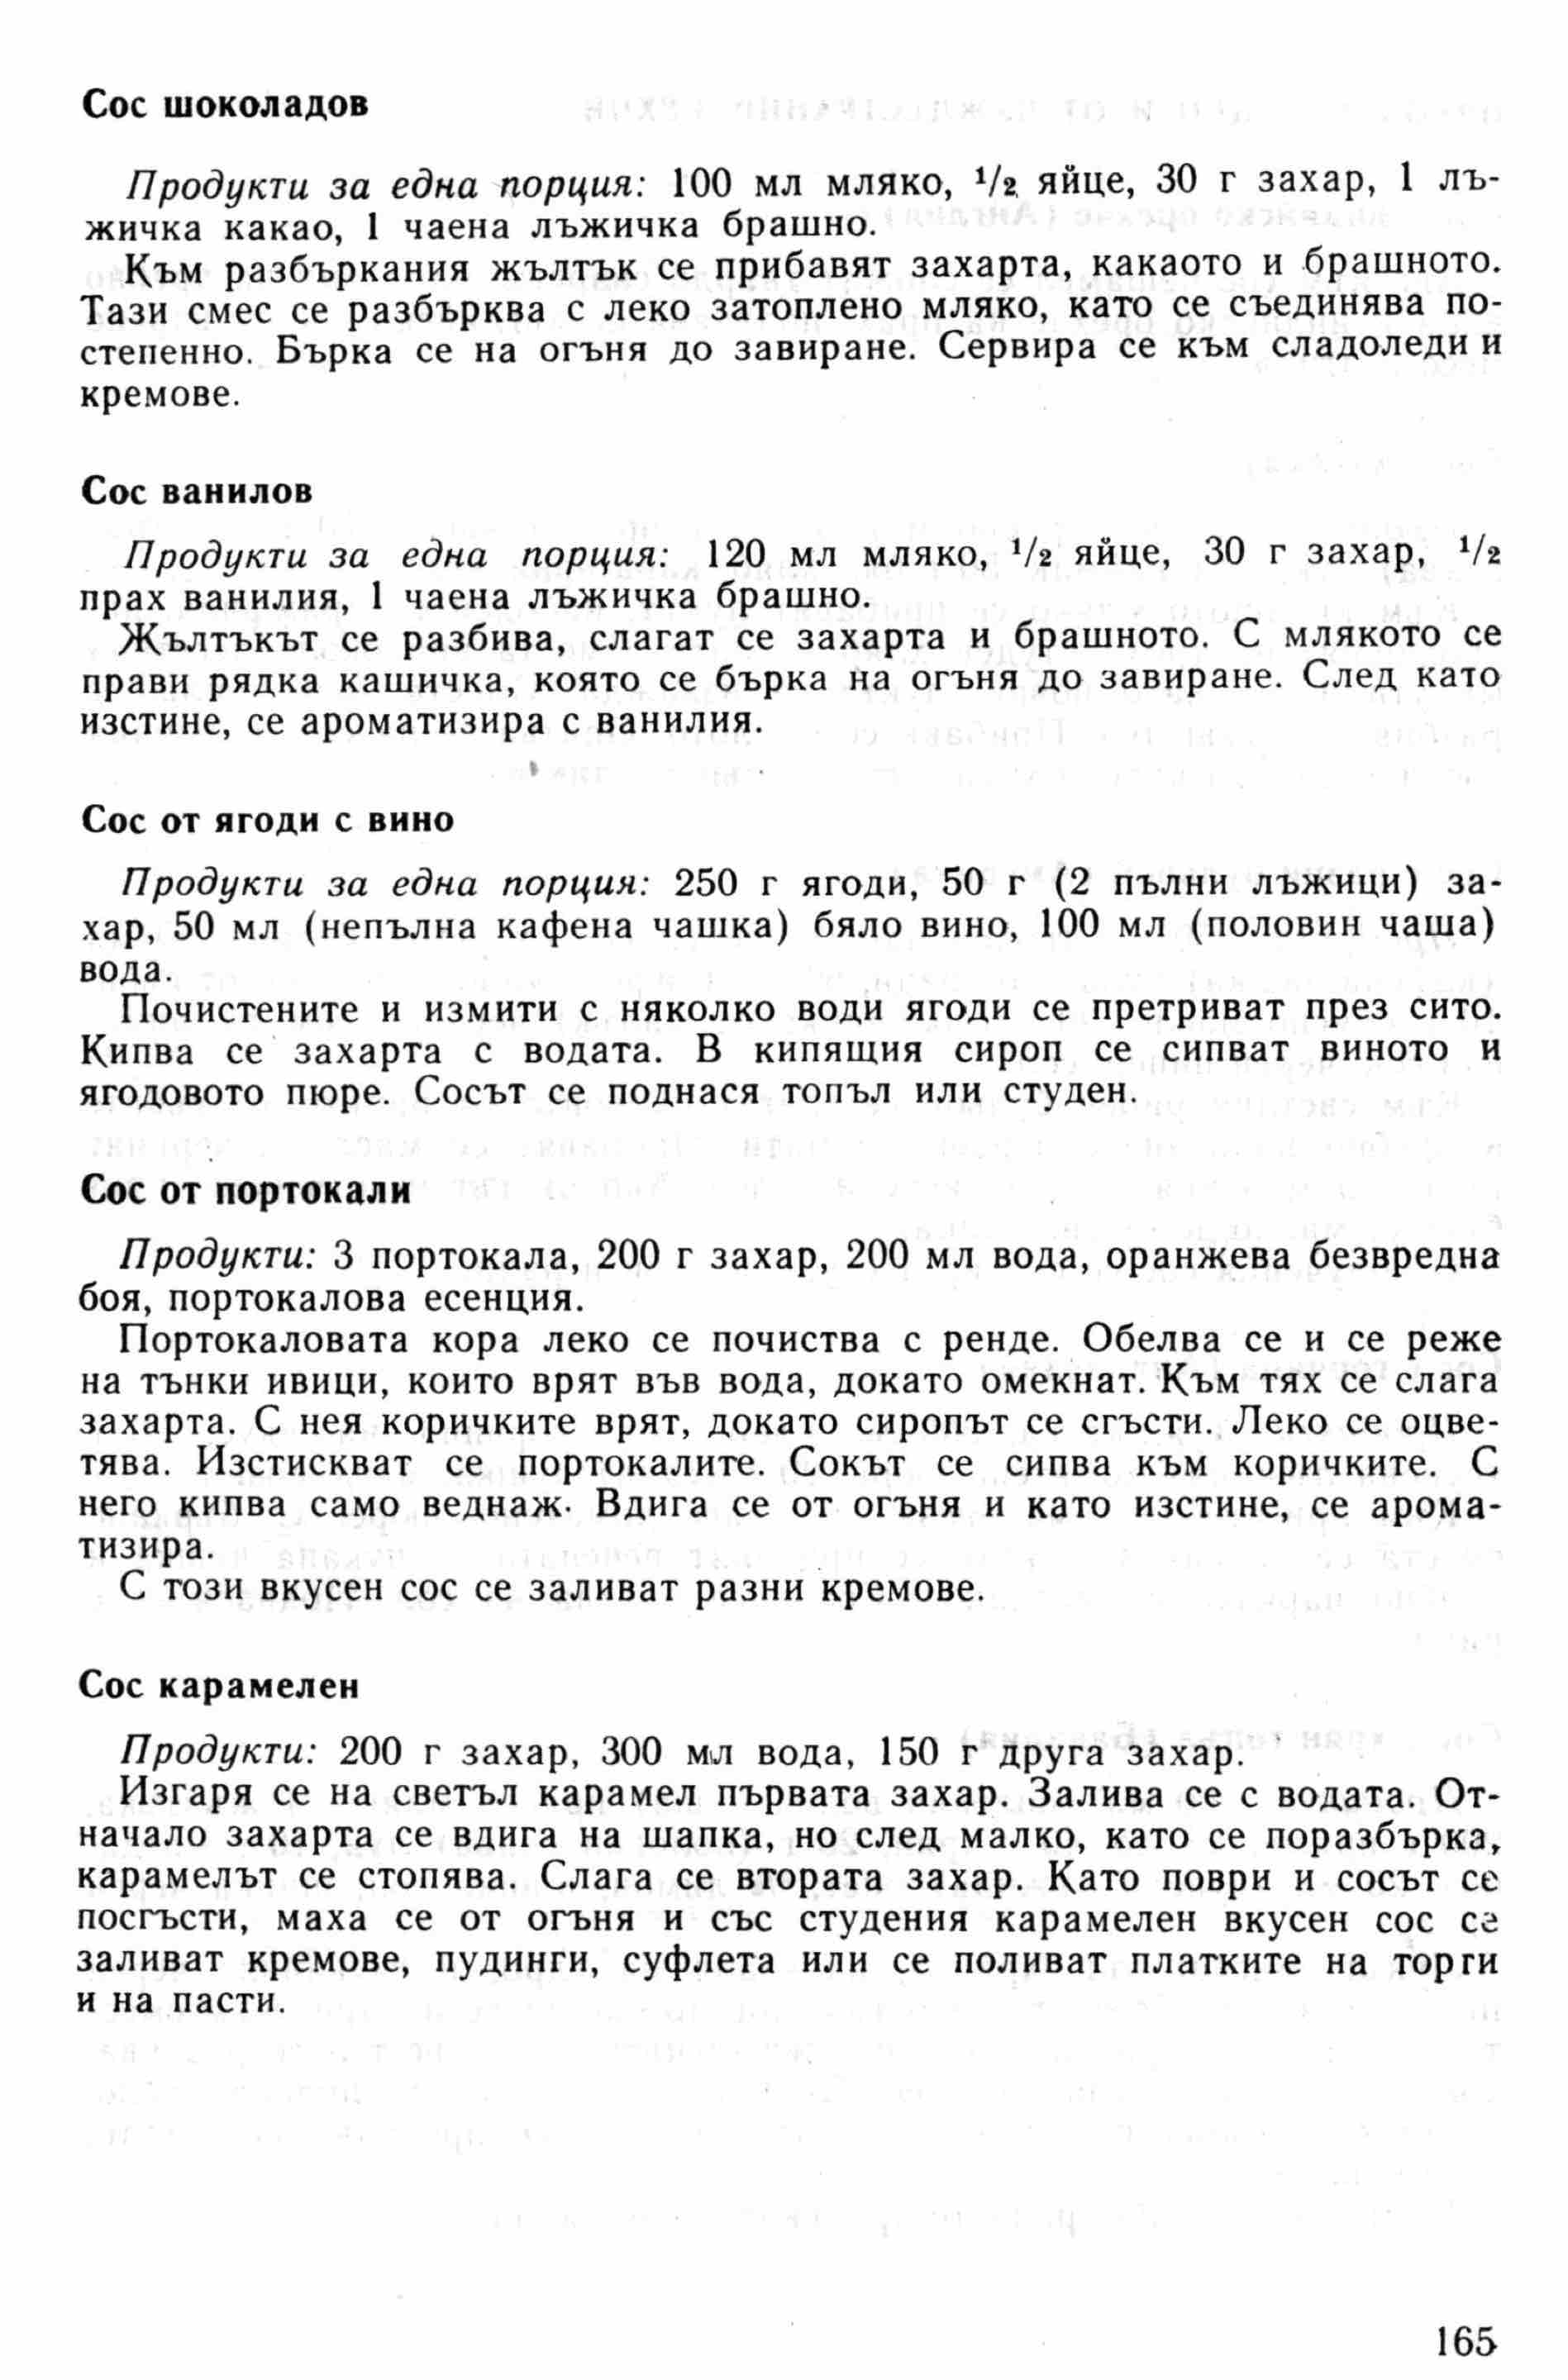 Сос шоколадов
Продукти за една порция: 100 мл мляко, 1/2 яйце, 30 г захар, 1 лъ-
жичка какао, 1 чаена лъжичка брашно.
Към разбъркания жълтък се прибавят захарта, какаото и брашното.
Тази смес се разбърква с леко затоплено мляко, като се съединява по-
степенно. Бърка се на огъня до завиране. Сервира се към сладоледи и
кремове.
Сос ванилов
Продукти за една порция: 120 мл мляко, 1/2 яйце, 30 г захар, 1/2
прах ванилия, 1 чаена лъжичка брашно.
Жълтъкът се разбива, слагат се захарта и брашното. С млякото се
прави рядка кашичка, която се бърка на огъня до завиране. След като
изстине, се ароматизира с ванилия.
Сос от ягоди с вино
Продукти за една порция: 250 г ягоди, 50 г (2 пълни лъжици) за-
хар, 50 мл (непълна кафена чашка) бяло вино, 100 мл (половин чаша)
вода.
Почистените и измити с няколко води ягоди се претриват през сито.
Кипва се захарта с водата. В кипящия сироп се сипват виното и
ягодовото пюре. Сосът се поднася топъл или студен.
Сос от портокали
Продукти: 3 портокала, 200 г захар, 200 мл вода, оранжева безвредна
боя, портокалова есенция.
Портокаловата кора леко се почиства с ренде. Обелва се и се реже
на тънки ивици, които врят във вода, докато омекнат. Към тях се слага
захарта. С нея коричките врят, докато сиропът се сгъсти. Леко се оцве-
тява. Изстискват се портокалите. Сокът се сипва към коричките. С
него кипва само веднаж. Вдига се от огъня и като изстине, се арома-
тизира.
С този вкусен сос се заливат разни кремове.
Сос карамелен
Продукти: 200 г захар, 300 мл вода, 150 г друга захар.
Изгаря се на светъл карамел първата захар. Залива се с водата. От-
начало захарта се вдига на шапка, но след малко, като се поразбърка,
карамелът се стопява. Слага се втората захар. Като поври и сосът се
посгъсти, маха се от огъня и със студения карамелен вкусен сос се
заливат кремове, пудинги, суфлета или се поливат платките на торти
и на пасти.
165